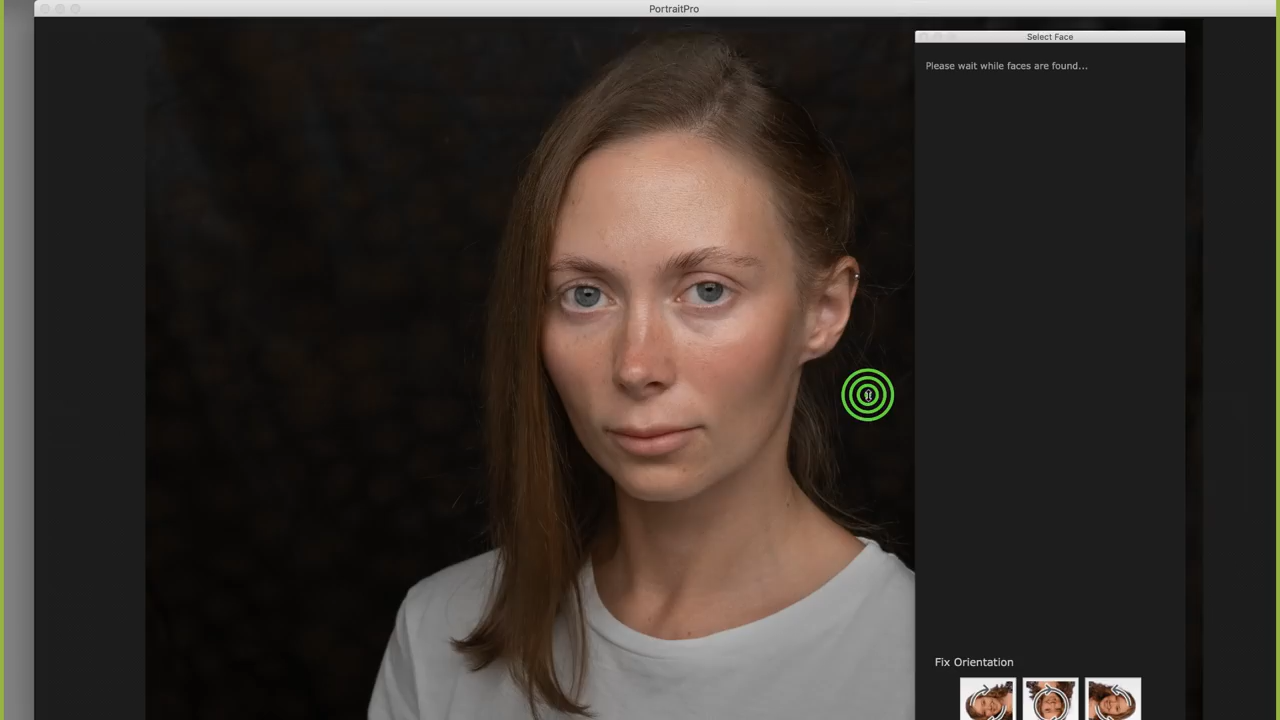 PortraitPro
Select Face
Please wait while faces are found...
Fix Orientation